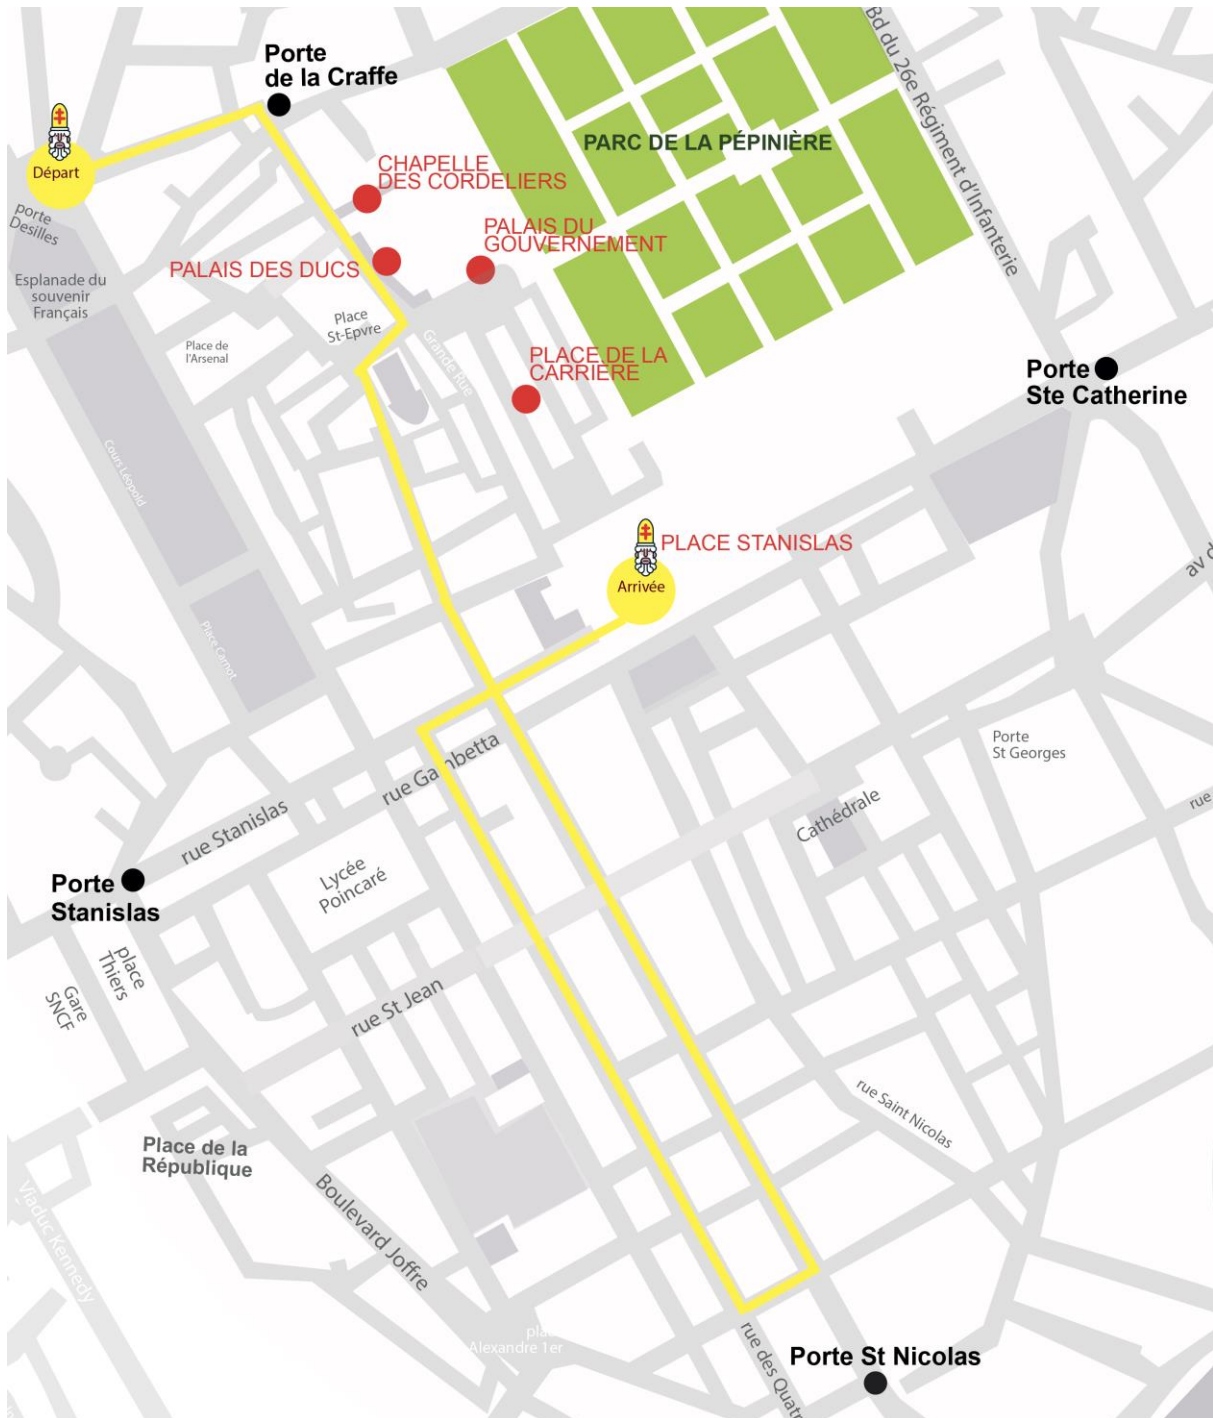 Porte
de la Craffe
Bd du 26e Régiment d'Infanterie
PARC DE LA PÉPINIÈRE
Départ
CHAPELLE
DES CORDELIERS
porte
Desilles
PALAIS DU
GOUVERNEMENT
PALAIS DES DUCS
Esplanade du
souvenir
Français
Place
St-Epvre
Place de
l'Arsenal
Grande Rue
PLACE DE LA
CARRIERE
Porte
Ste Catherine
Cours Léopold
PLACE STANISLAS
Arrivée
av d
Place Carnot
Porte
St Georges
rue Gambetta
rue
rue Stanislas
Cathédrale
Lycée
Poincaré
Porte
Stanislas
place
Thiers
Gare
SNCF
rue St Jean
rue Saint Nicolas
Place de la
République
Viaduc Kennedy
Boulevard Joffre
Alexandre 1er
rue des Quatr
Porte St Nicolas